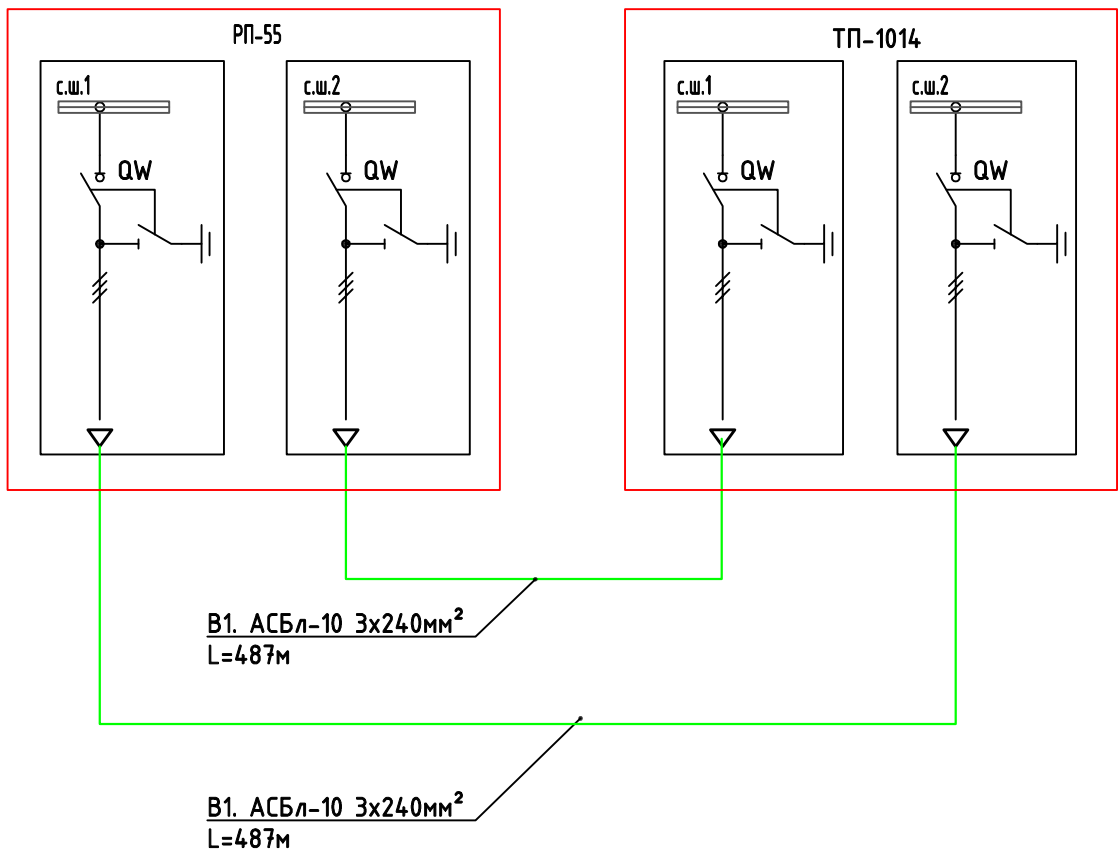 РП-55
ТП-1014
с.ш.1
с.ш.2
с.ш.1
с.ш.2
QW
QW
QW
QW
В1. АСБл-10 3х240мм²
L=487м
В1. АСБл-10 3х240мм²
L=487м